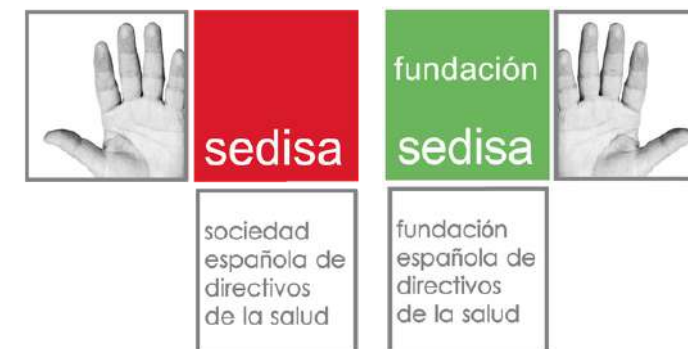 sedisa
sociedad
española de
directivos
de la salud
fundación
sedisa
fundación
española de
directivos
de la salud